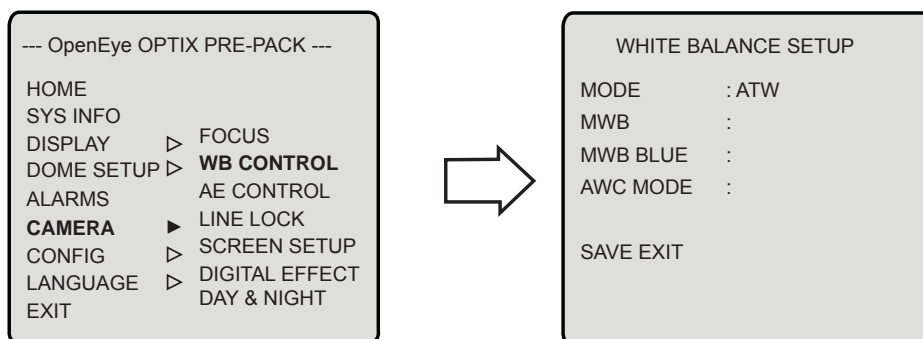 --- OpenEye OPTIX PRE-PACK ---
HOME
SYS INFO
DISPLAY ▷
DOME SETUP ▷
ALARMS
CAMERA ►
CONFIG ▷
LANGUAGE ▷
EXIT
FOCUS
WB CONTROL
AE CONTROL
LINE LOCK
SCREEN SETUP
DIGITAL EFFECT
DAY & NIGHT
WHITE BALANCE SETUP
MODE : ATW
MWB :
MWB BLUE :
AWC MODE :
SAVE EXIT